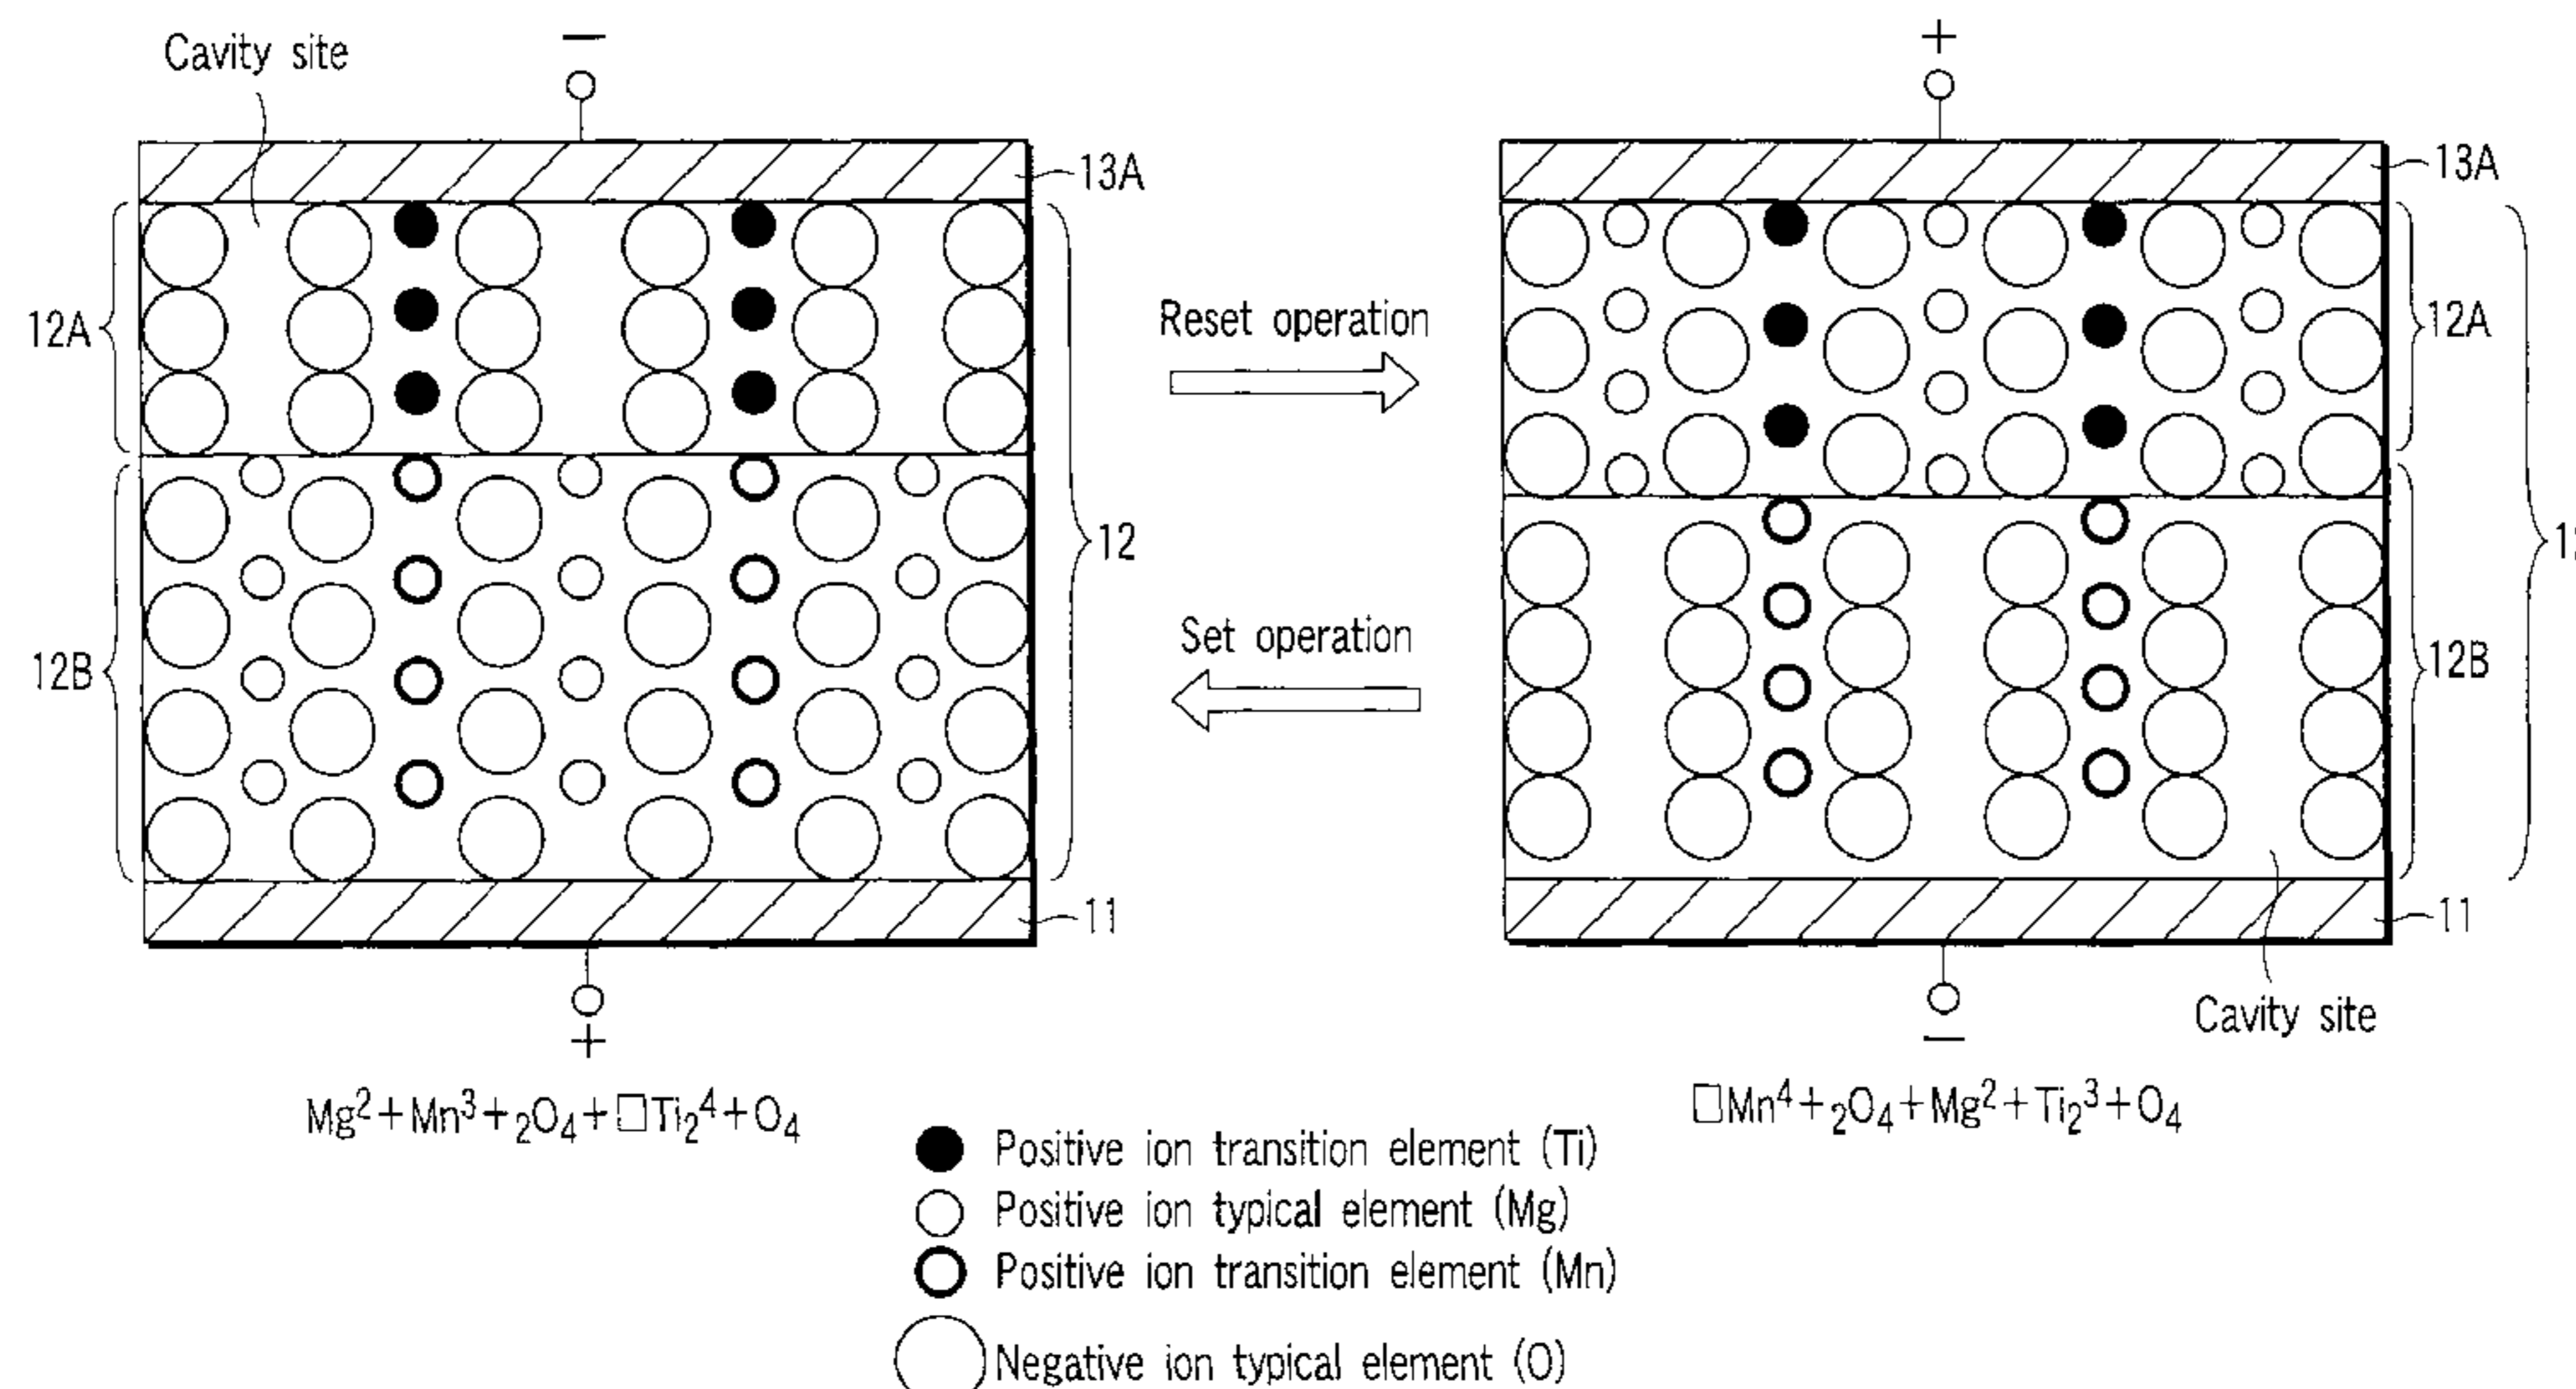 Cavity site
−
+
13A
13A
12A
Reset operation
12A
12
Set operation
12B
12B
11
11
+
−
Cavity site
Mg²+Mn³+₂O₄+□Ti₂⁴+O₄
□Mn⁴+₂O₄+Mg²+Ti₂³+O₄
Positive ion transition element (Ti)
Positive ion typical element (Mg)
Positive ion transition element (Mn)
Negative ion typical element (O)